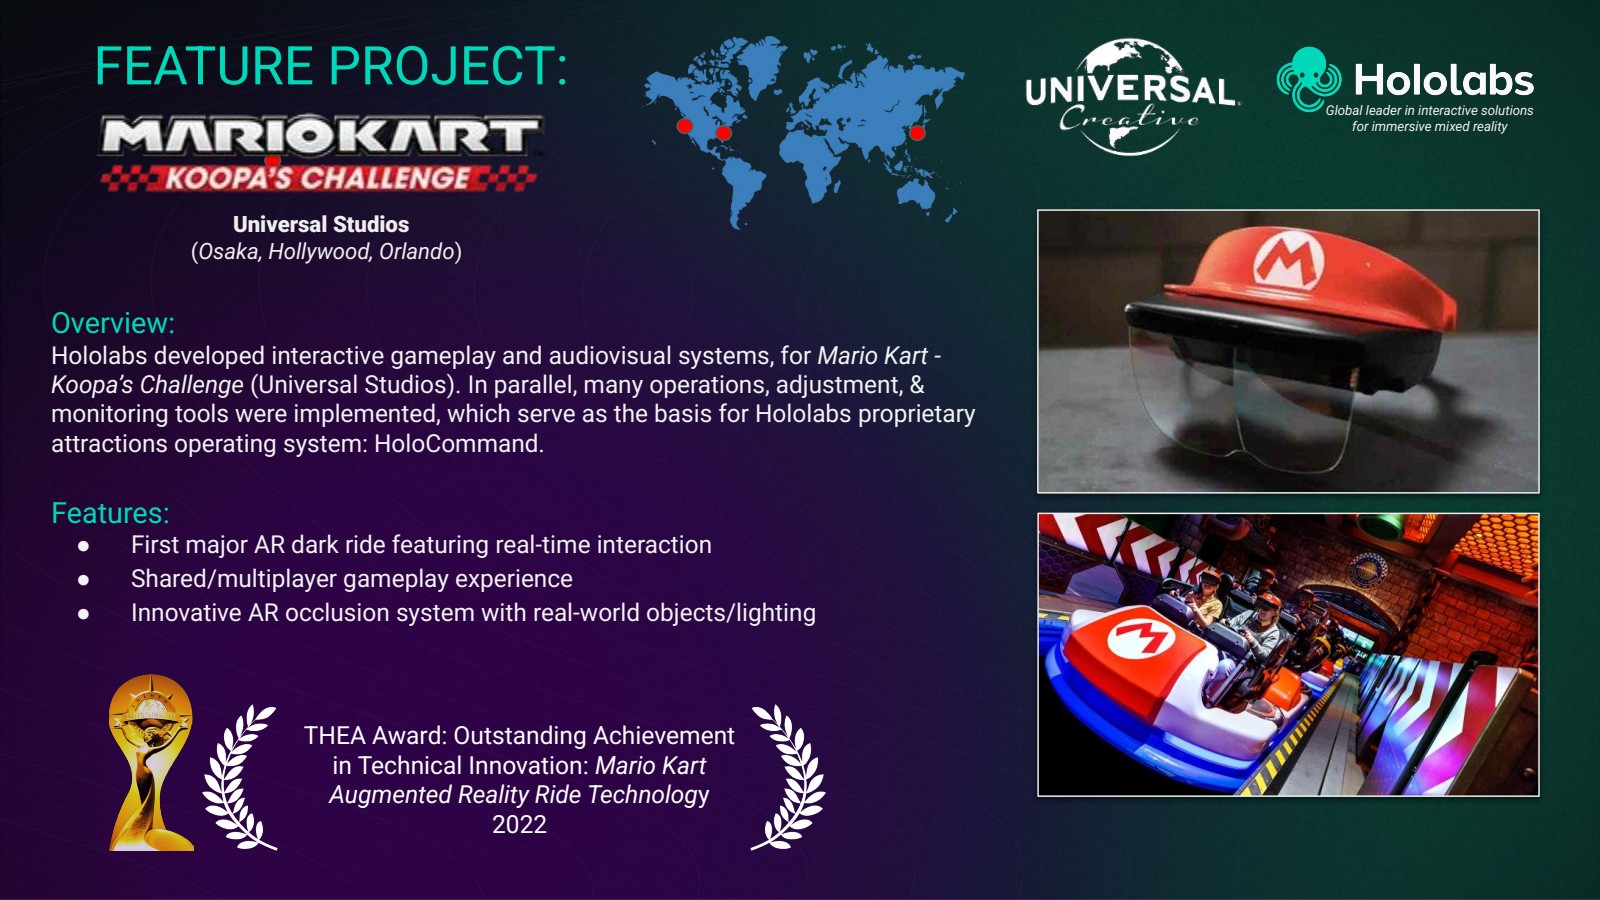 FEATURE PROJECT:
MARIOKART
KOOPA'S CHALLENGE
Universal Studios
(Osaka, Hollywood, Orlando)
UNIVERSAL
Creative
Hololabs
Global leader in interactive solutions
for immersive mixed reality
Overview:
Hololabs developed interactive gameplay and audiovisual systems, for Mario Kart -
Koopa's Challenge (Universal Studios). In parallel, many operations, adjustment, &
monitoring tools were implemented, which serve as the basis for Hololabs proprietary
attractions operating system: HoloCommand.
Features:
● First major AR dark ride featuring real-time interaction
● Shared/multiplayer gameplay experience
● Innovative AR occlusion system with real-world objects/lighting
THEA Award: Outstanding Achievement
in Technical Innovation: Mario Kart
Augmented Reality Ride Technology
2022
M
M